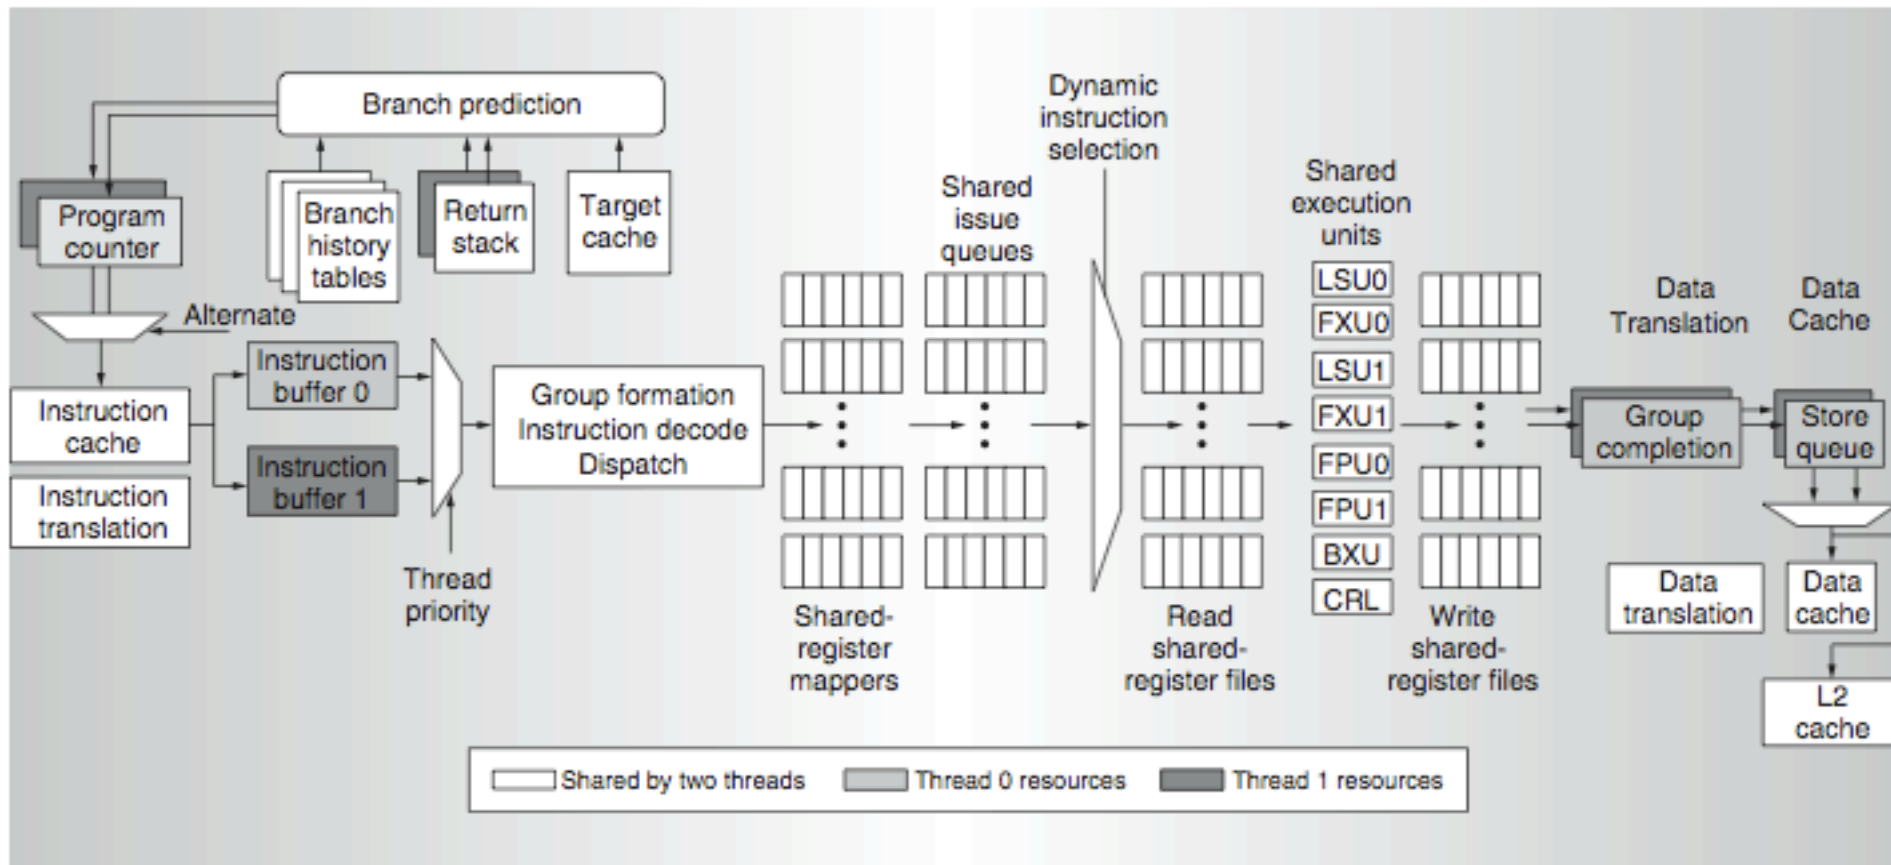 Branch prediction
Program
counter
Branch
history
tables
Return
stack
Target
cache
Alternate
Instruction
cache
Instruction
translation
Instruction
buffer 0
Instruction
buffer 1
Thread
priority
Group formation
Instruction decode
Dispatch
Shared-
register
mappers
Shared
issue
queues
Dynamic
instruction
selection
Read
shared-
register files
Shared
execution
units
LSU0
FXU0
LSU1
FXU1
FPU0
FPU1
BXU
CRL
Write
shared-
register files
Data
Translation
Data
Cache
Group
completion
Store
queue
Data
translation
Data
cache
L2
cache
Shared by two threads
Thread 0 resources
Thread 1 resources